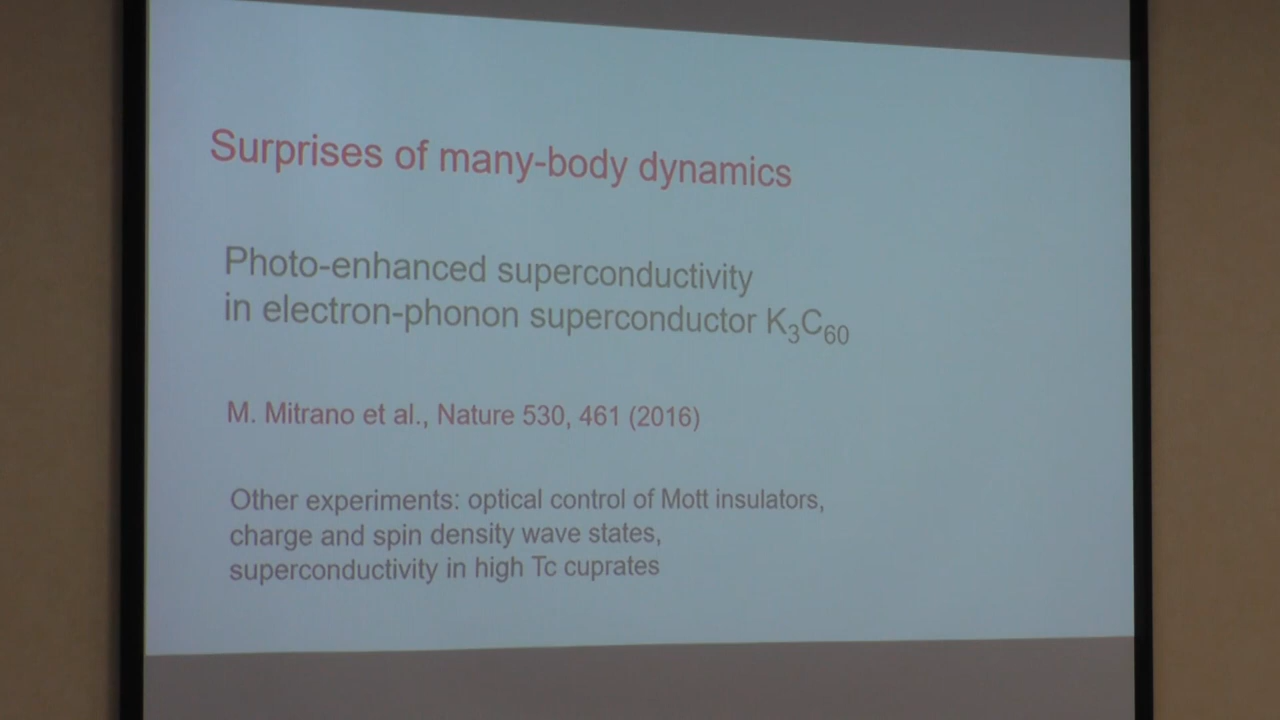 Surprises of many-body dynamics
Photo-enhanced superconductivity
in electron-phonon superconductor K₃C₆₀
M. Mitrano et al., Nature 530, 461 (2016)
Other experiments: optical control of Mott insulators,
charge and spin density wave states,
superconductivity in high Tc cuprates